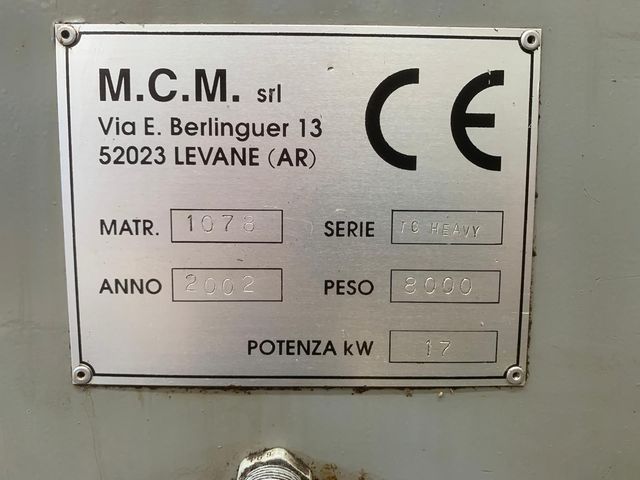 M.C.M. srl
Via E. Berlinguer 13
52023 LEVANE (AR)
CE
MATR. 1078 SERIE TC HEAVY
ANNO 2002 PESO 8000
POTENZA kW 17